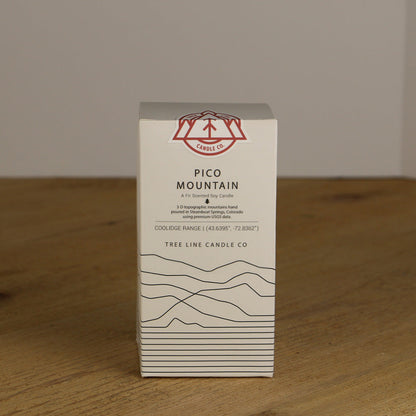 CANDLE CO.
PICO
MOUNTAIN
A Fir Scented Soy Candle
3-D topographic mountains hand
poured in Steamboat Springs, Colorado
using premium USGS data.
COOLIDGE RANGE | (43.6395°, -72.8362°)
TREE LINE CANDLE CO